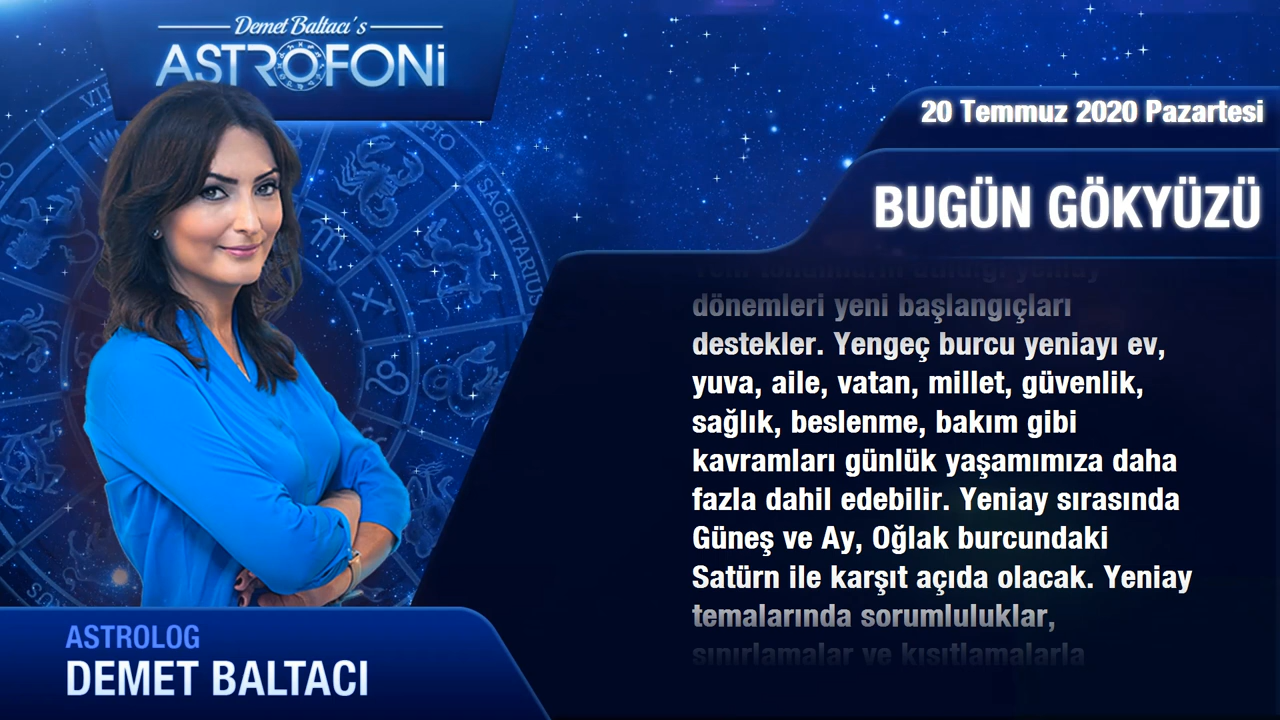 Demet Baltacı's
ASTROFONİ
20 Temmuz 2020 Pazartesi
BUGÜN GÖKYÜZÜ
SAGITTARIUS
dönemleri yeni başlangıçları
destekler. Yengeç burcu yeniayı ev,
yuva, aile, vatan, millet, güvenlik,
sağlık, beslenme, bakım gibi
kavramları günlük yaşamımıza daha
fazla dahil edebilir. Yeniay sırasında
Güneş ve Ay, Oğlak burcundaki
Satürn ile karşıt açıda olacak. Yeniay
temalarında sorumluluklar,
sınırlamalar ve kısıtlamalarla
ASTROLOG
DEMET BALTACI